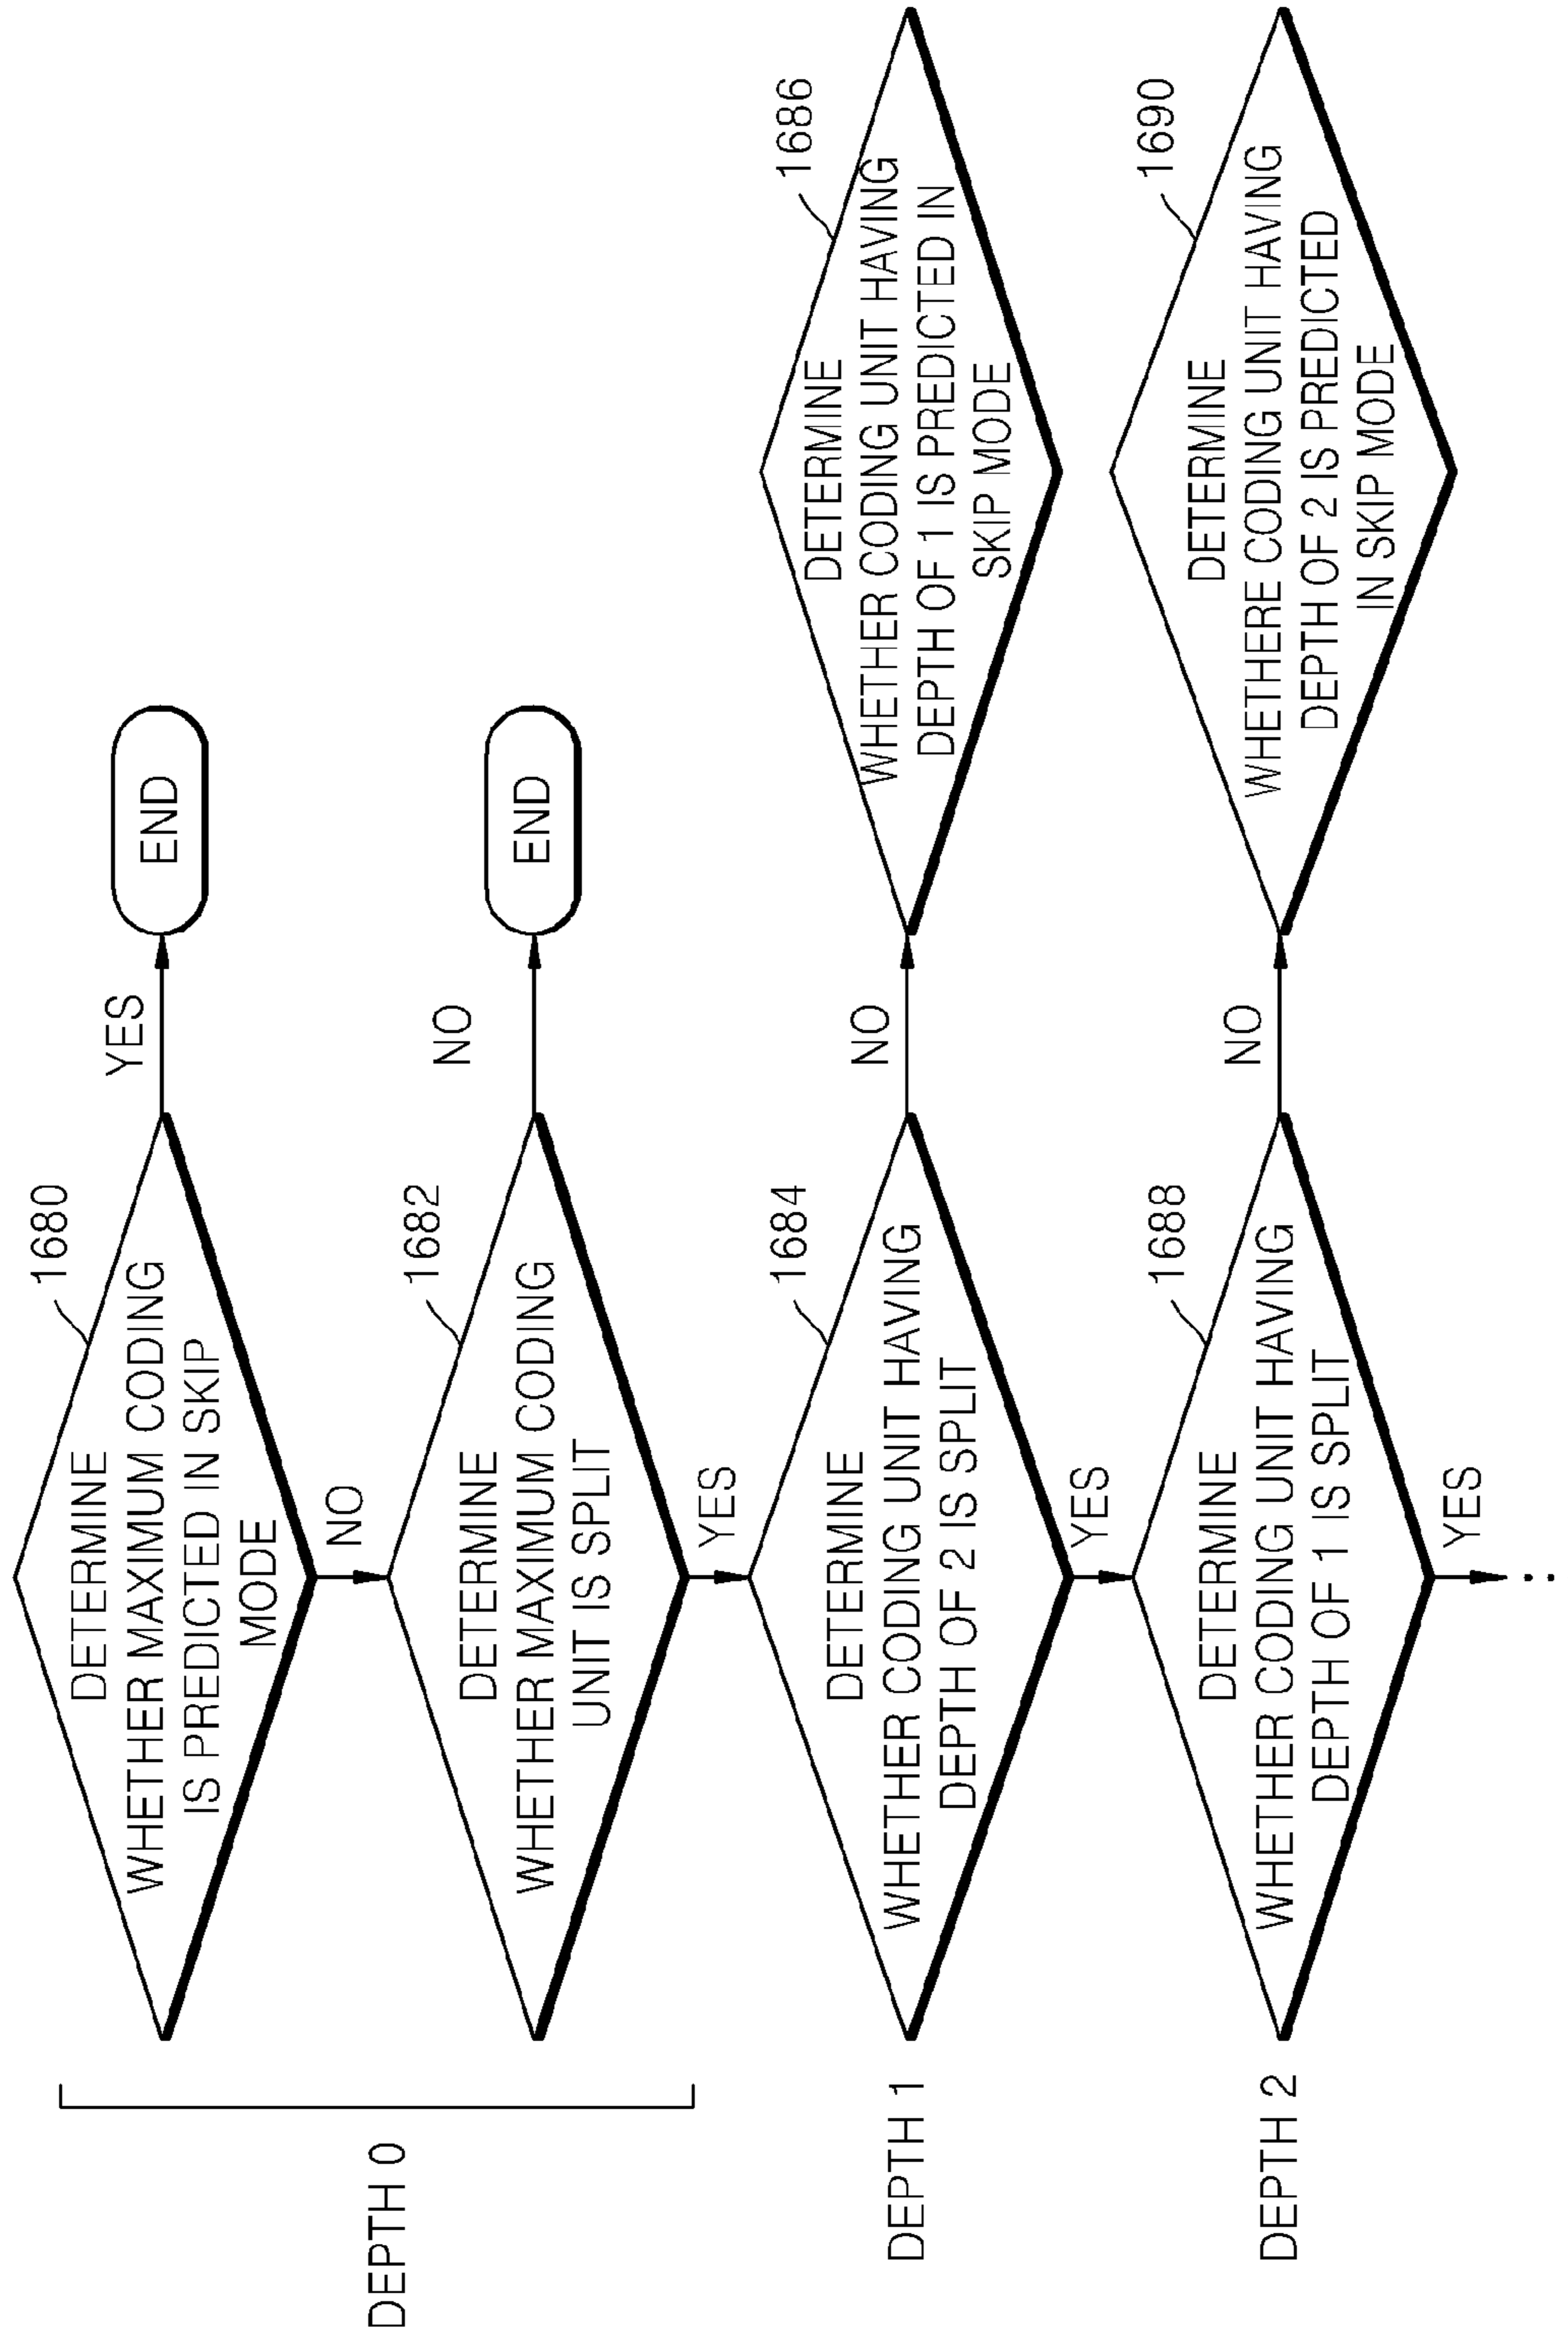 1680
DETERMINE
WHETHER MAXIMUM CODING
IS PREDICTED IN SKIP
MODE
YES
END
NO
DEPTH 0
1682
DETERMINE
WHETHER MAXIMUM CODING
UNIT IS SPLIT
NO
END
YES
DEPTH 1
1684
DETERMINE
WHETHER CODING UNIT HAVING
DEPTH OF 2 IS SPLIT
NO
1686
DETERMINE
WHETHER CODING UNIT HAVING
DEPTH OF 1 IS PREDICTED IN
SKIP MODE
YES
DEPTH 2
1688
DETERMINE
WHETHER CODING UNIT HAVING
DEPTH OF 1 IS SPLIT
NO
1690
DETERMINE
WHETHERE CODING UNIT HAVING
DEPTH OF 2 IS PREDICTED
IN SKIP MODE
YES